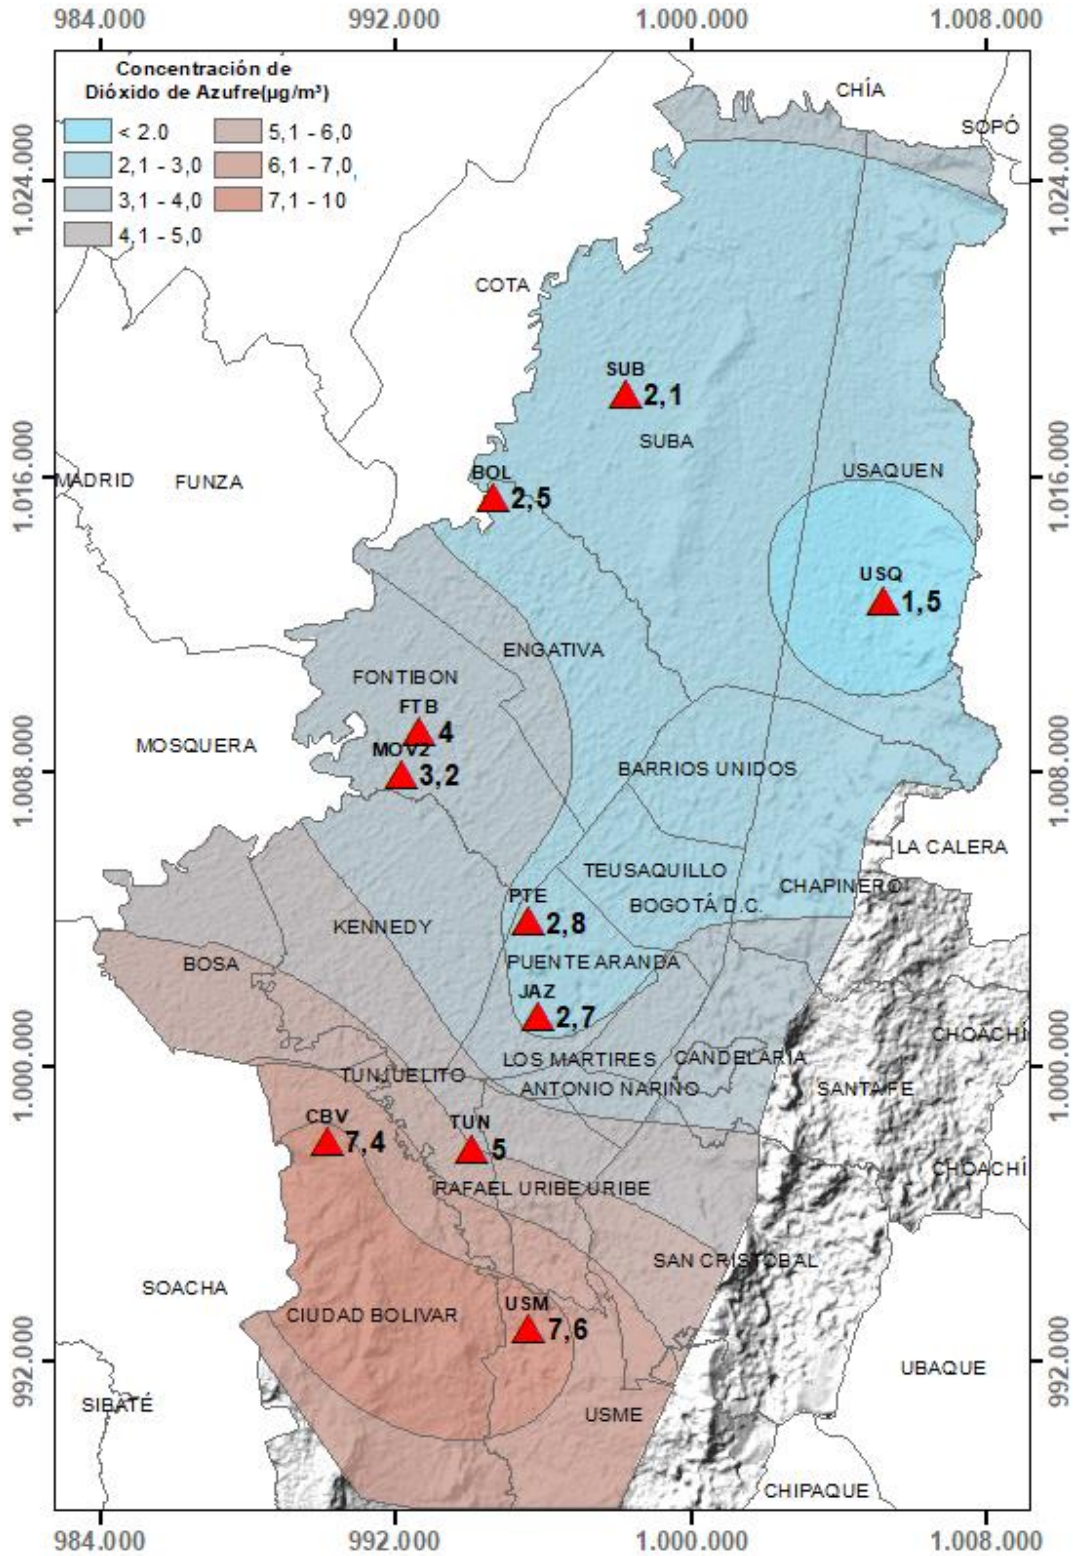 984.000
992.000
1.000.000
1.008.000
Concentración de
Dióxido de Azufre(µg/m³)
< 2.0
5,1 - 6,0
2,1 - 3,0
6,1 - 7,0,
3,1 - 4,0
7,1 - 10
4,1 - 5,0
CHÍA
SOPÓ
1.024.000
1.024.000
COTA
SUB
2,1
SUBA
BOL
2,5
USAQUEN
MADRID
FUNZA
1.016.000
1.016.000
USQ
1,5
ENGATIVA
FONTIBON
FTB
4
MOSQUERA
MOV2
3,2
1.008.000
1.008.000
BARRIOS UNIDOS
LA CALERA
TEUSAQUILLO
CHAPINERO
PTE
2,8
BOGOTÁ D.C.
KENNEDY
BOSA
PUENTE ARANDA
JAZ
2,7
CHOACHÍ
LOS MARTIRES
CANDELARIA
TUNJUELITO
ANTONIO NARIÑO
SANTA FE
1.000.000
1.000.000
CBV
7,4
TUN
5
CHOACHÍ
RAFAEL URIBE URIBE
SAN CRISTOBAL
SOACHA
CIUDAD BOLIVAR
USM
7,6
992.000
992.000
UBAQUE
SIBATÉ
USME
CHIPAQUE
984.000
992.000
1.000.000
1.008.000